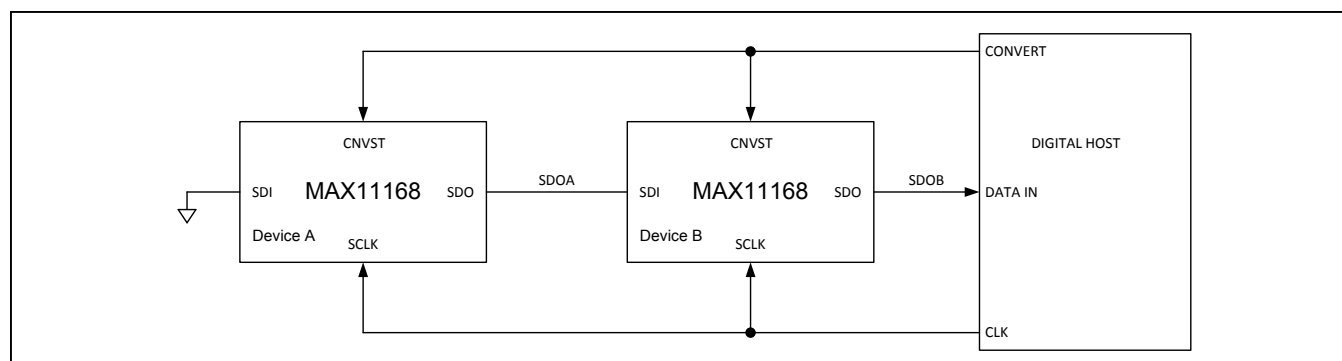 CONVERT
CNVST
CNVST
DIGITAL HOST
SDI
MAX11168
SDO
SDOA
SDI
MAX11168
SDO
SDOB
DATA IN
Device A
SCLK
Device B
SCLK
CLK